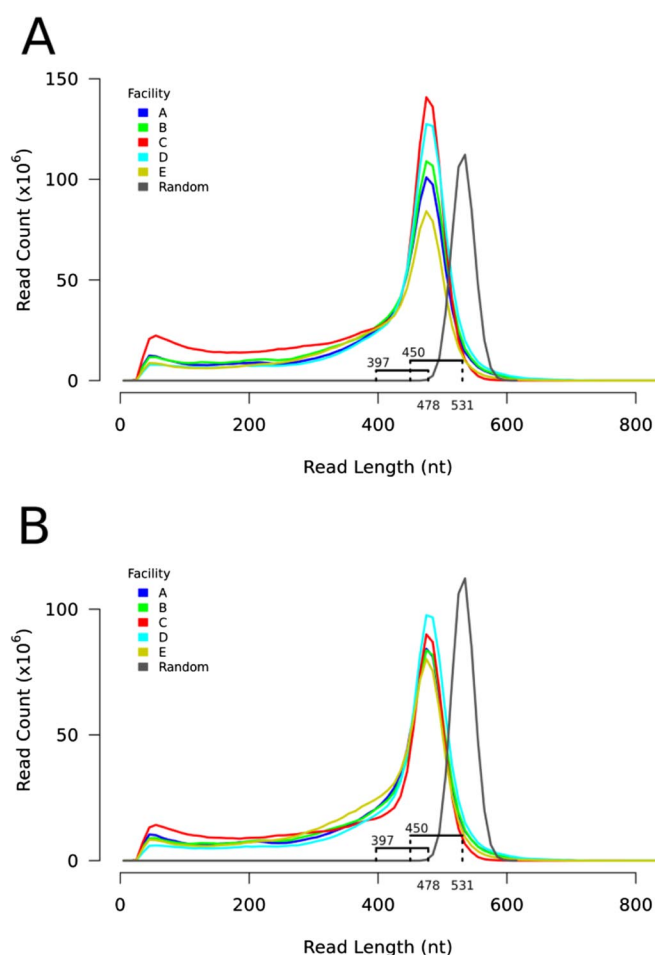 A
150
100
50
0
Read Count (x10⁶)
Facility
A
B
C
D
E
Random
397
450
478
531
0
200
400
600
800
Read Length (nt)
B
100
50
0
Read Count (x10⁶)
Facility
A
B
C
D
E
Random
397
450
478
531
0
200
400
600
800
Read Length (nt)